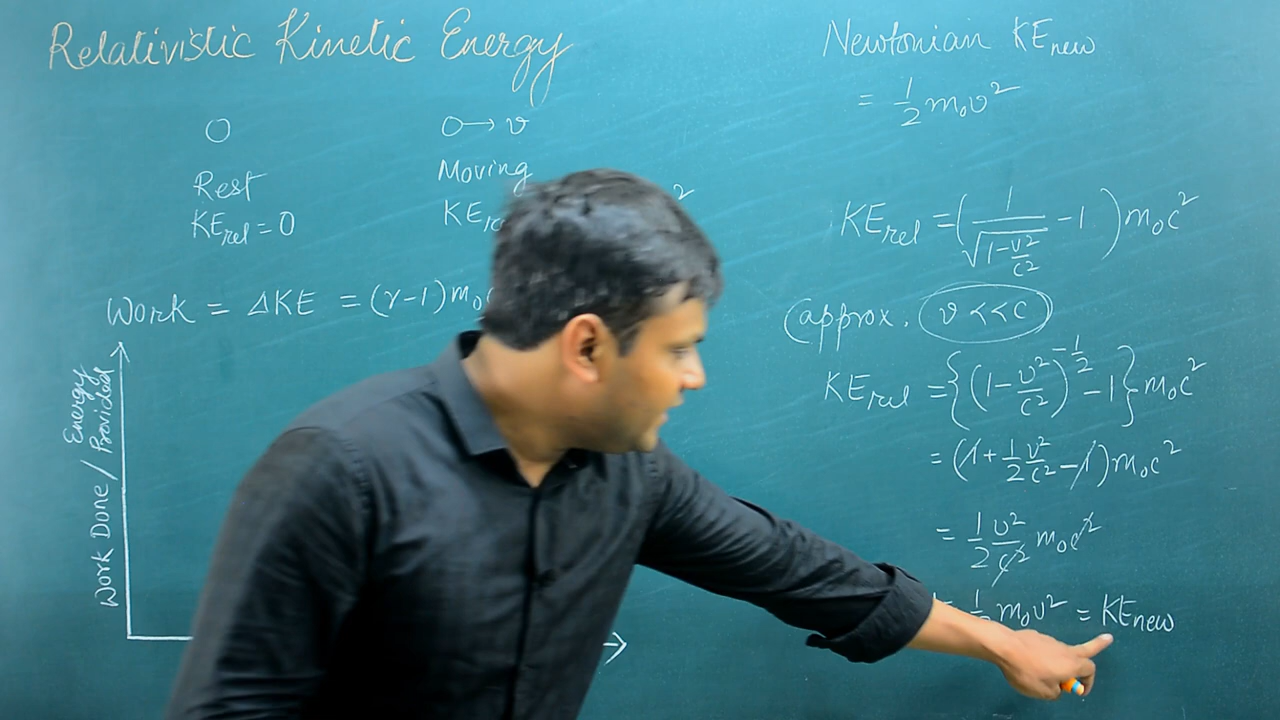 Relativistic Kinetic Energy
O
O → v
Rest
Moving
KErel = 0
2
Work = ΔKE = (γ-1)m₀
Work Done / Energy Provided
Newtonian KEnew
= 1/2 m₀v²
KErel = (1/√(1-v²/c²) - 1)m₀c²
(approx. v << c)
KErel = {(1-v²/c²)^(-1/2) - 1}m₀c²
= (1+1/2 v²/c² - 1)m₀c²
= 1/2 v²/c² m₀c²
m₀v² = KEnew